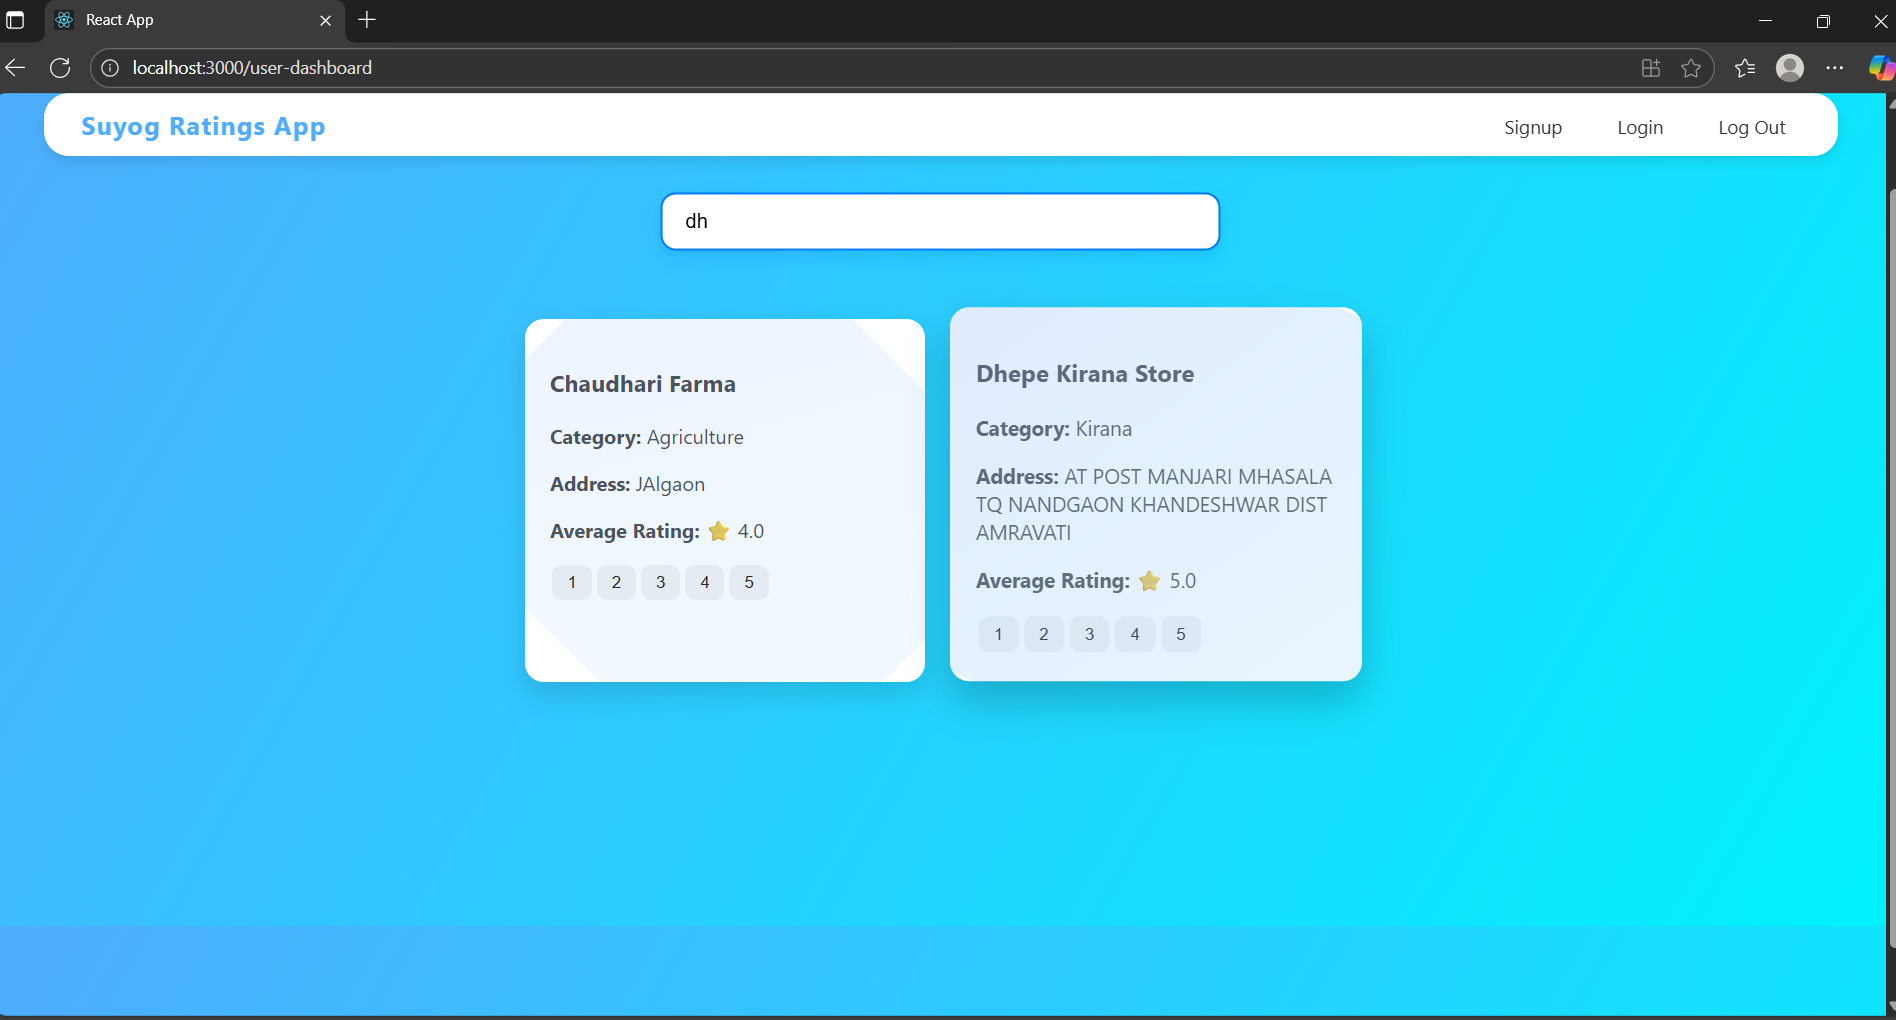 React App
localhost:3000/user-dashboard
Suyog Ratings App
Signup
Login
Log Out
dh
Chaudhari Farma
Category: Agriculture
Address: JAlgaon
Average Rating: ⭐ 4.0
1 2 3 4 5
Dhepe Kirana Store
Category: Kirana
Address: AT POST MANJARI MHASALA
TQ NANDGAON KHANDESHWAR DIST
AMRAVATI
Average Rating: ⭐ 5.0
1 2 3 4 5